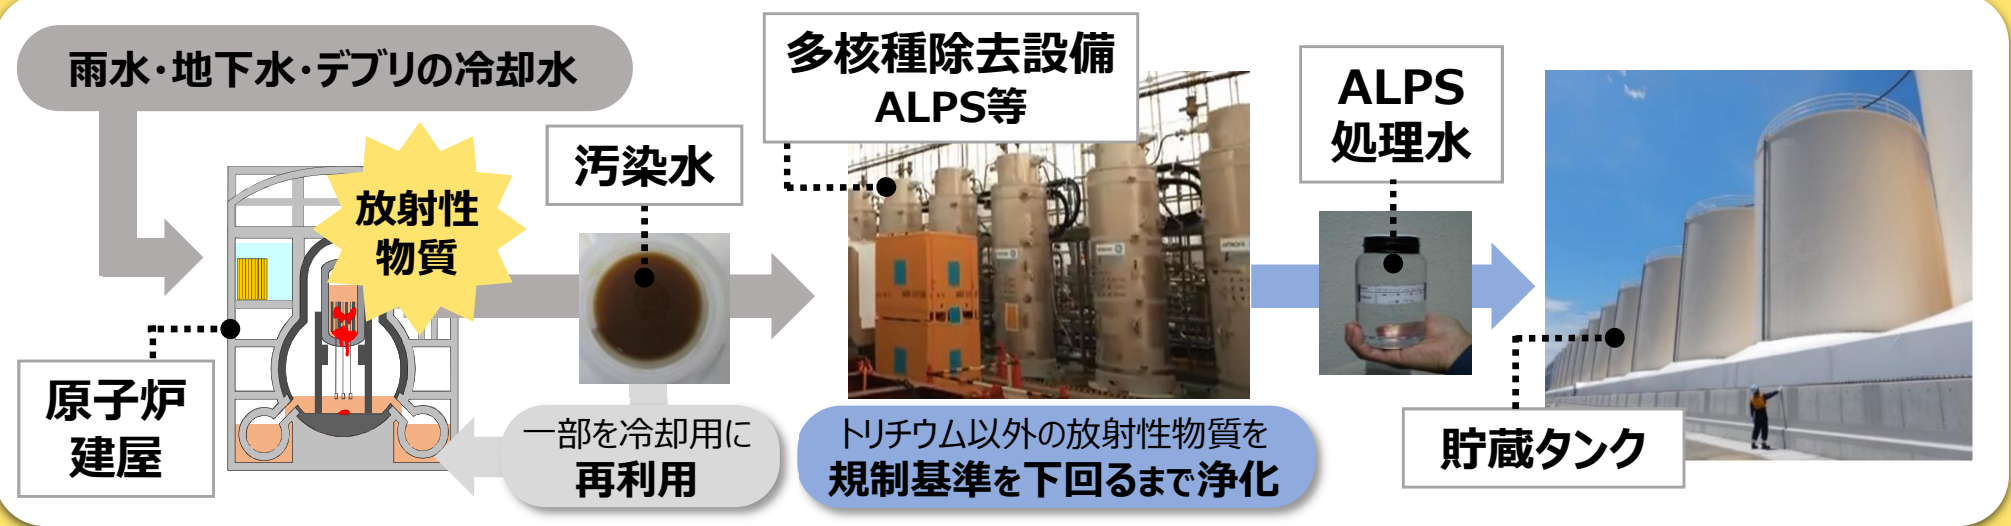 雨水・地下水・デブリの冷却水
放射性
物質
原子炉
建屋
汚染水
一部を冷却用に
再利用
多核種除去設備
ALPS等
トリチウム以外の放射性物質を
規制基準を下回るまで浄化
ALPS
処理水
貯蔵タンク